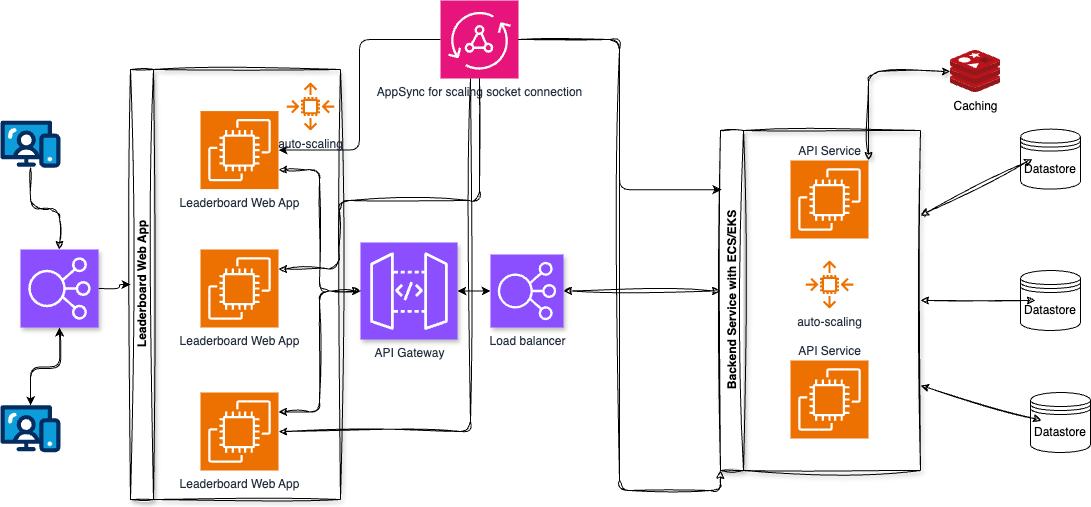 AppSync for scaling socket connection
Caching
auto-scaling
API Service
Datastore
Leaderboard Web App
Leaderboard Web App
Backend Service with ECS/EKS
Datastore
auto-scaling
Leaderboard Web App
Load balancer
API Gateway
API Service
Datastore
Leaderboard Web App